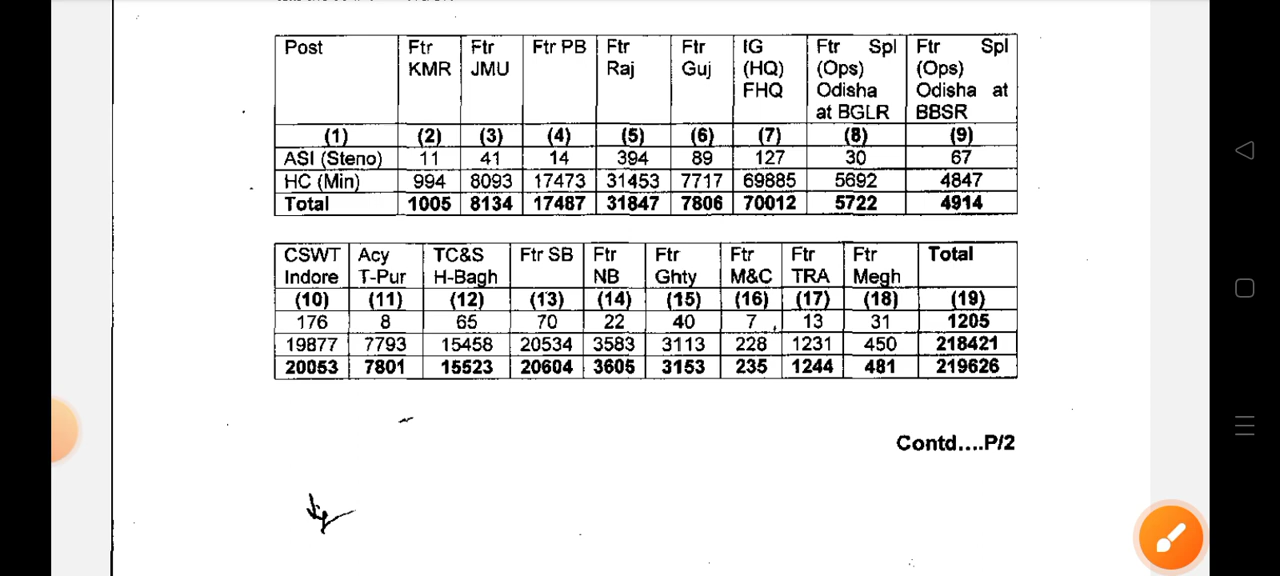 Post Ftr KMR Ftr JMU Ftr PB Ftr Raj Ftr Guj IG (HQ) FHQ Ftr Spl (Ops) Odisha at BGLR Ftr Spl (Ops) Odisha at BBSR
(1) (2) (3) (4) (5) (6) (7) (8) (9)
ASI (Steno) 11 41 14 394 89 127 30 67
HC (Min) 994 8093 17473 31453 7717 69885 5692 4847
Total 1005 8134 17487 31847 7806 70012 5722 4914
CSWT Indore Acy T-Pur TC&S H-Bagh Ftr SB Ftr NB Ftr Ghty Ftr M&C Ftr TRA Ftr Megh Total
(10) (11) (12) (13) (14) (15) (16) (17) (18) (19)
176 8 65 70 22 40 7 13 31 1205
19877 7793 15458 20534 3583 3113 228 1231 450 218421
20053 7801 15523 20604 3605 3153 235 1244 481 219626
Contd....P/2